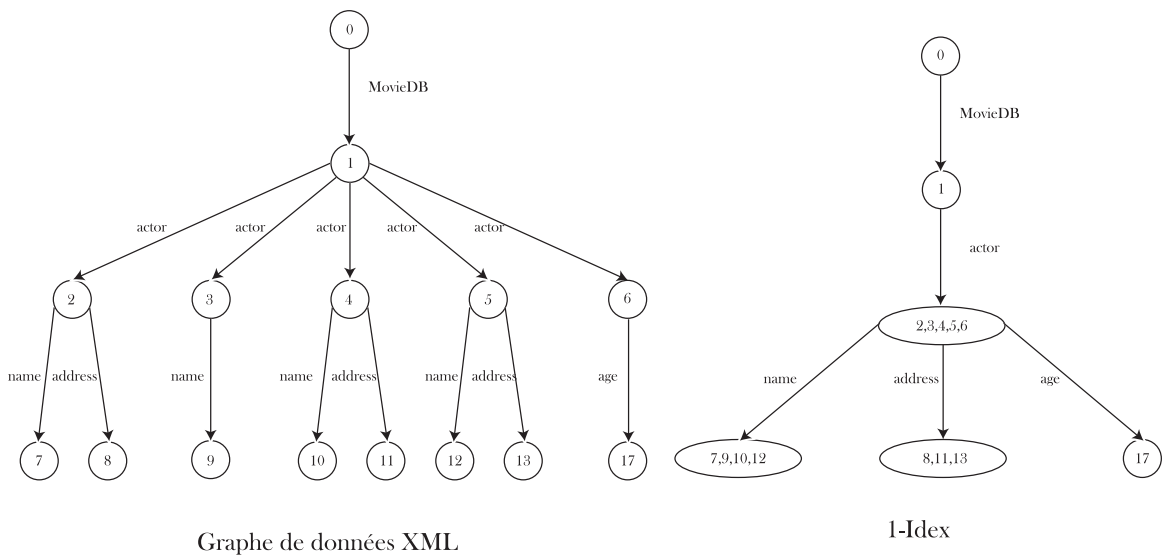 0
MovieDB
1
actor actor actor actor actor
2 3 4 5 6
name address name name address name address age
7 8 9 10 11 12 13 17
Graphe de données XML
0
MovieDB
1
actor
2,3,4,5,6
name address age
7,9,10,12 8,11,13 17
1-Idex